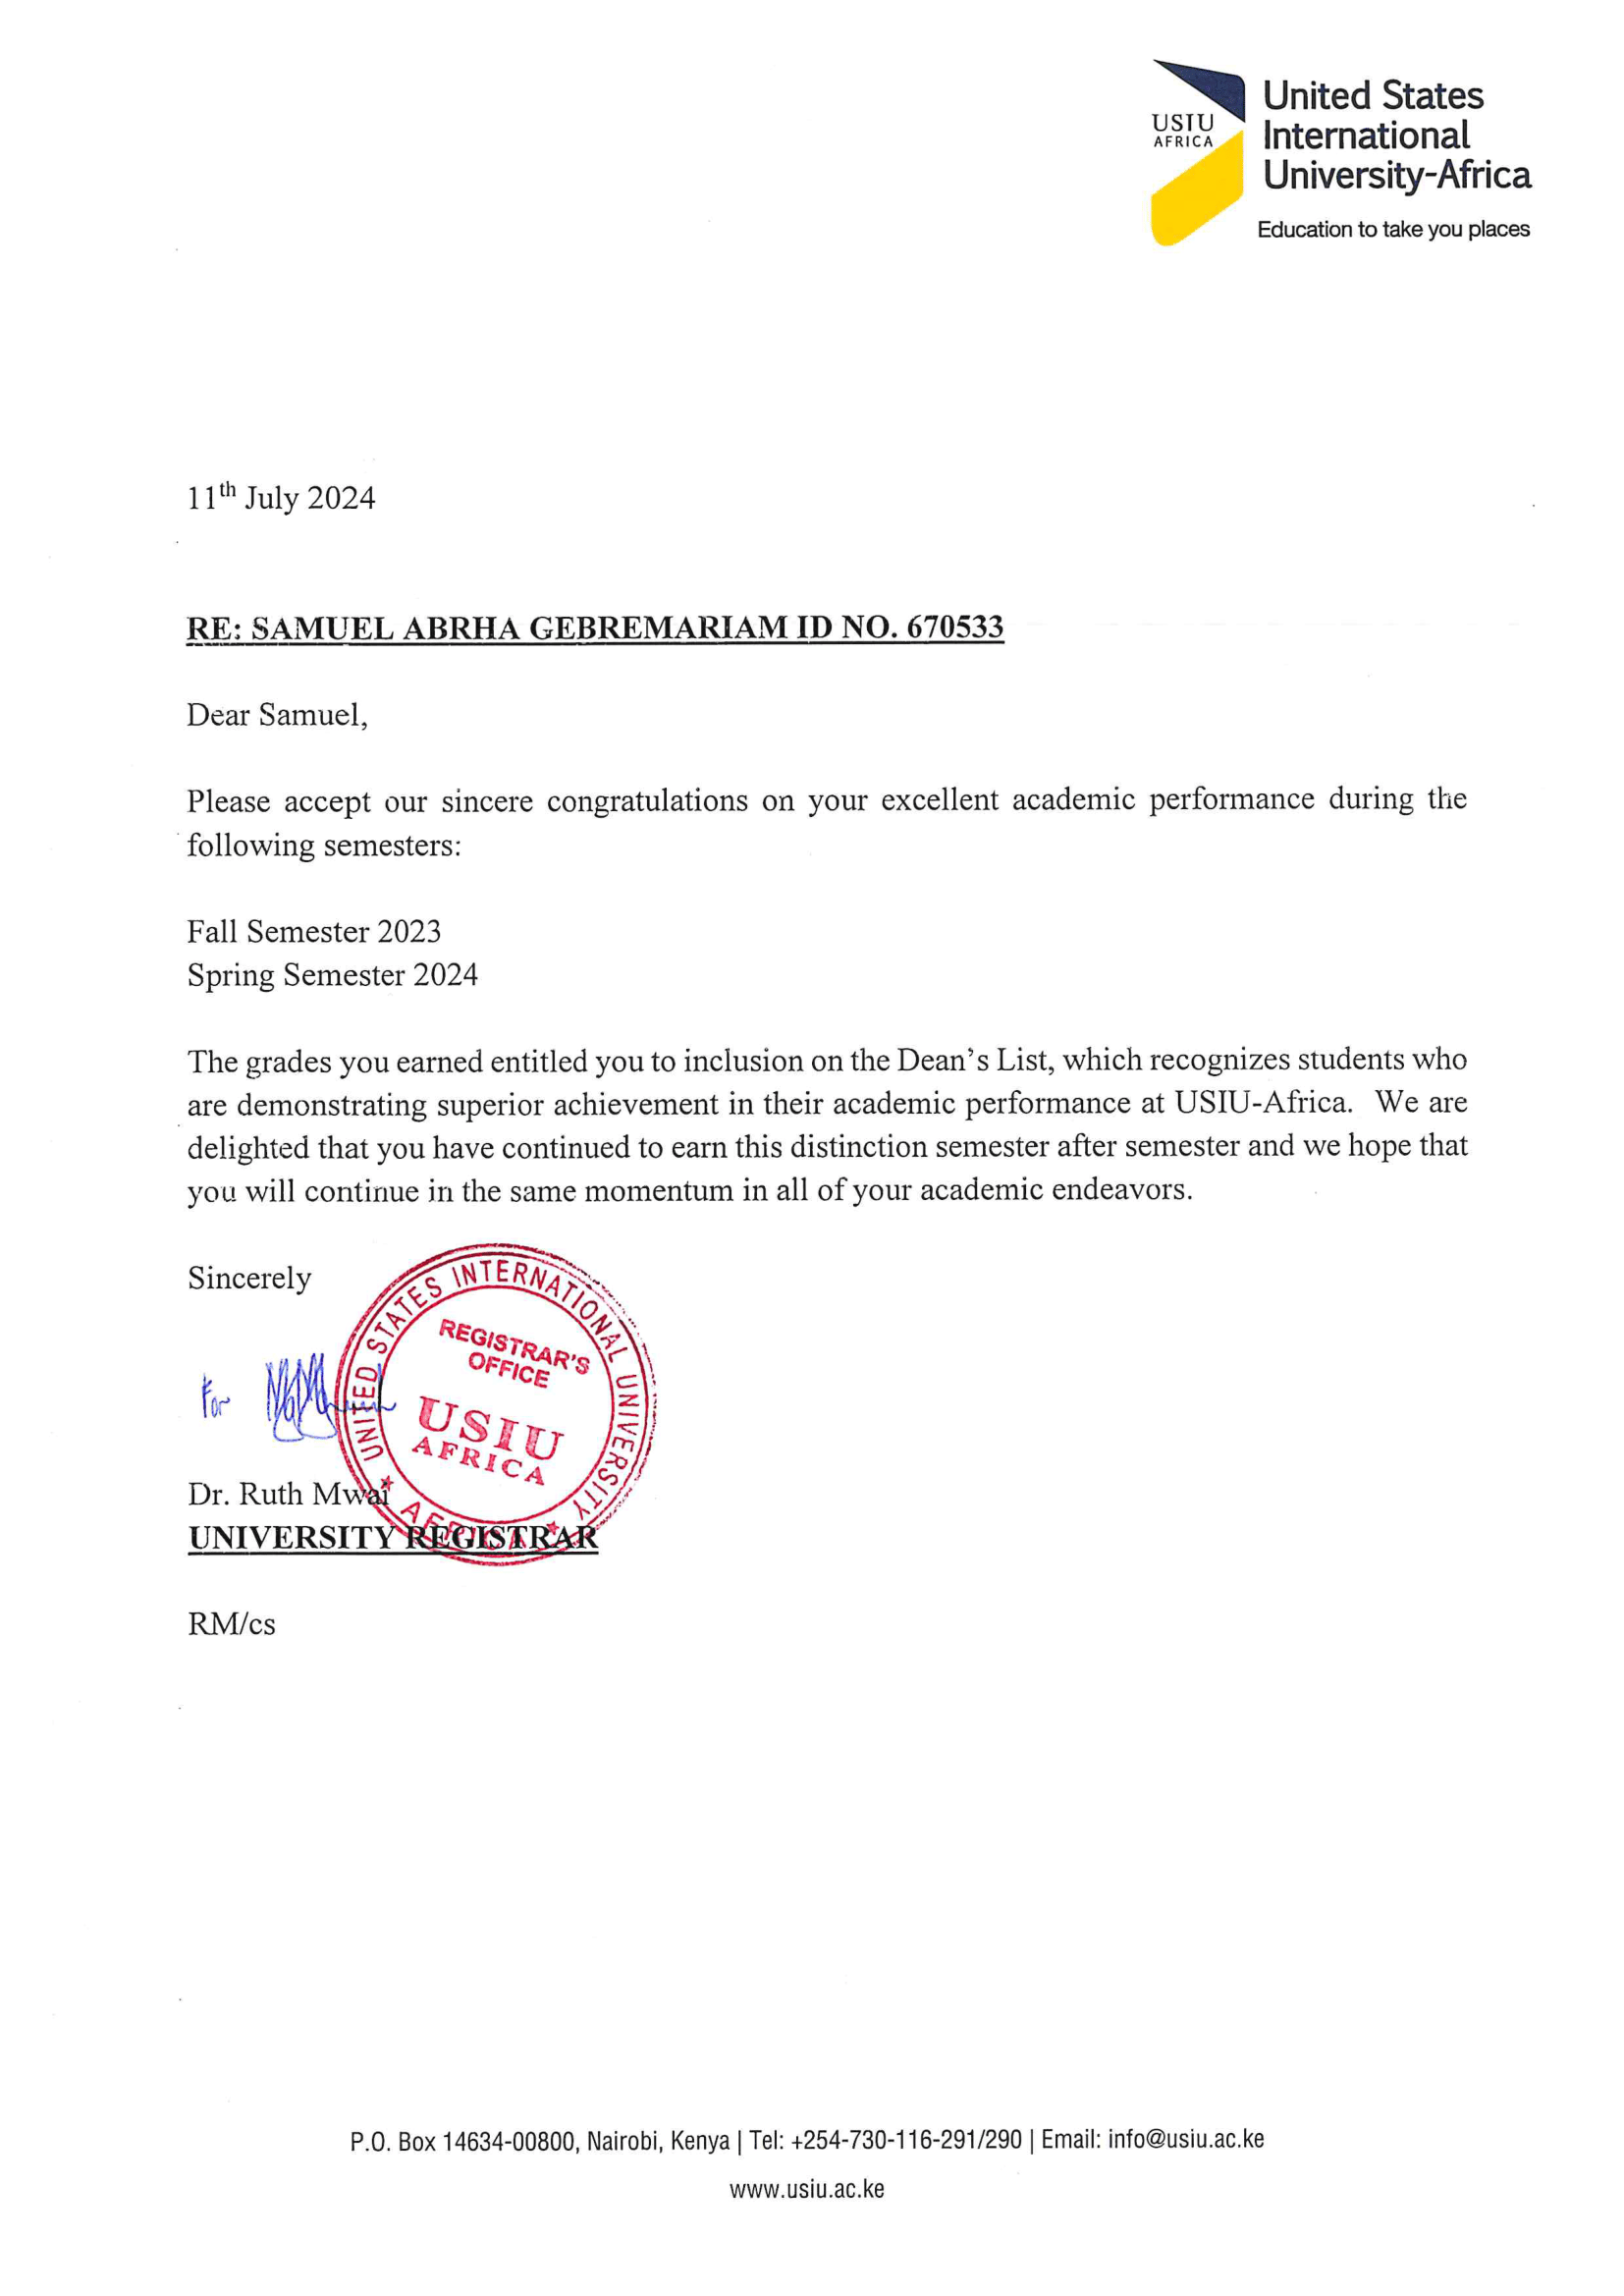 USIU
AFRICA
United States
International
University-Africa
Education to take you places
11th July 2024
RE: SAMUEL ABRHA GEBREMARIAM ID NO. 670533
Dear Samuel,
Please accept our sincere congratulations on your excellent academic performance during the
following semesters:
Fall Semester 2023
Spring Semester 2024
The grades you earned entitled you to inclusion on the Dean's List, which recognizes students who
are demonstrating superior achievement in their academic performance at USIU-Africa. We are
delighted that you have continued to earn this distinction semester after semester and we hope that
you will continue in the same momentum in all of your academic endeavors.
Sincerely
For
UNITED STATES INTERNATIONAL UNIVERSITY
★ AFRICA ★
REGISTRAR'S
OFFICE
USIU
AFRICA
Dr. Ruth Mwai
UNIVERSITY REGISTRAR
RM/cs
P.O. Box 14634-00800, Nairobi, Kenya | Tel: +254-730-116-291/290 | Email: info@usiu.ac.ke
www.usiu.ac.ke